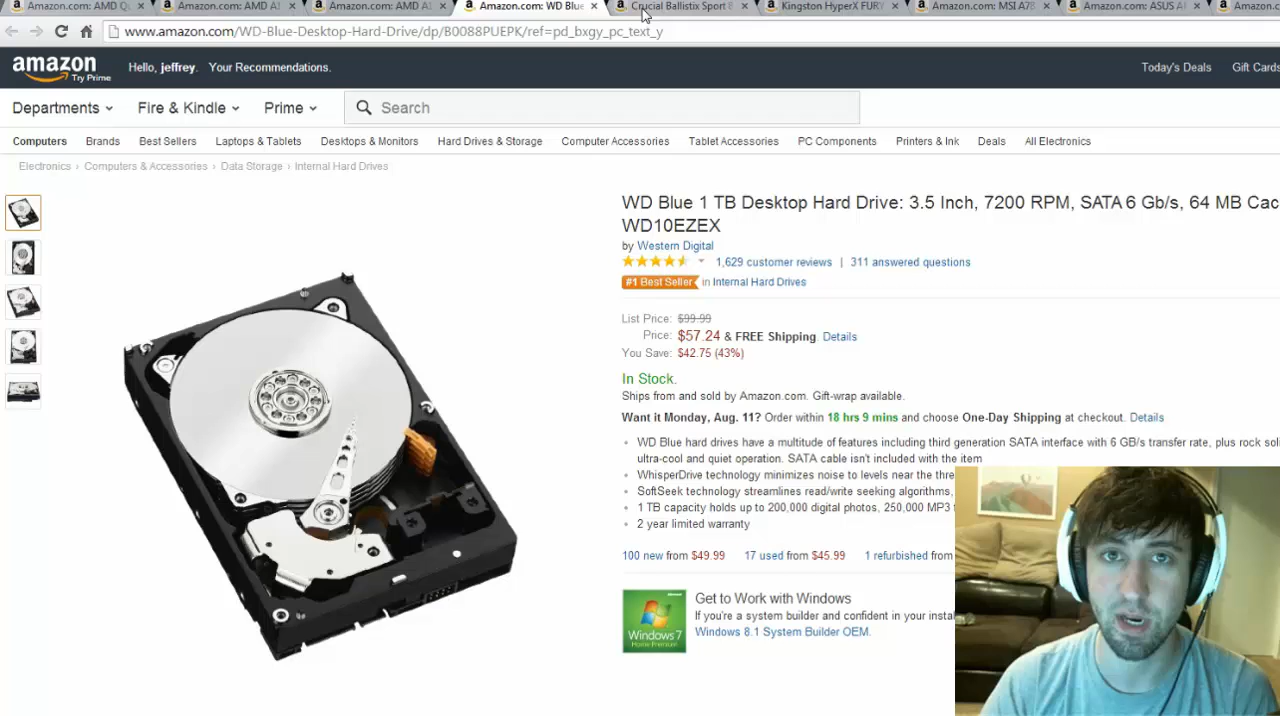 Amazon.com: AMD Q
Amazon.com: AMD A1
Amazon.com: AMD A1
Amazon.com: WD Blue
Crucial Ballistix Sport 8
Kingston HyperX FURY
Amazon.com: MSI A78
Amazon.com: ASUS A
Amazon.co
www.amazon.com/WD-Blue-Desktop-Hard-Drive/dp/B0088PUEPK/ref=pd_bxgy_pc_text_y
amazon
Try Prime
Hello, jeffrey. Your Recommendations.
Today's Deals Gift Cards
Departments Fire & Kindle Prime Search
Computers Brands Best Sellers Laptops & Tablets Desktops & Monitors Hard Drives & Storage Computer Accessories Tablet Accessories PC Components Printers & Ink Deals All Electronics
Electronics › Computers & Accessories › Data Storage › Internal Hard Drives
WD Blue 1 TB Desktop Hard Drive: 3.5 Inch, 7200 RPM, SATA 6 Gb/s, 64 MB Cac
WD10EZEX
by Western Digital
1,629 customer reviews | 311 answered questions
#1 Best Seller in Internal Hard Drives
List Price: $99.99
Price: $57.24 & FREE Shipping. Details
You Save: $42.75 (43%)
In Stock.
Ships from and sold by Amazon.com. Gift-wrap available.
Want it Monday, Aug. 11? Order within 18 hrs 9 mins and choose One-Day Shipping at checkout. Details
WD Blue hard drives have a multitude of features including third generation SATA interface with 6 GB/s transfer rate, plus rock soli
ultra-cool and quiet operation. SATA cable isn't included with the item
WhisperDrive technology minimizes noise to levels near the thre
SoftSeek technology streamlines read/write seeking algorithms,
1 TB capacity holds up to 200,000 digital photos, 250,000 MP3 f
2 year limited warranty
100 new from $49.99 17 used from $45.99 1 refurbished from
Get to Work with Windows
If you're a system builder and confident in your insta
Windows 8.1 System Builder OEM.
Windows 7
Home Premium